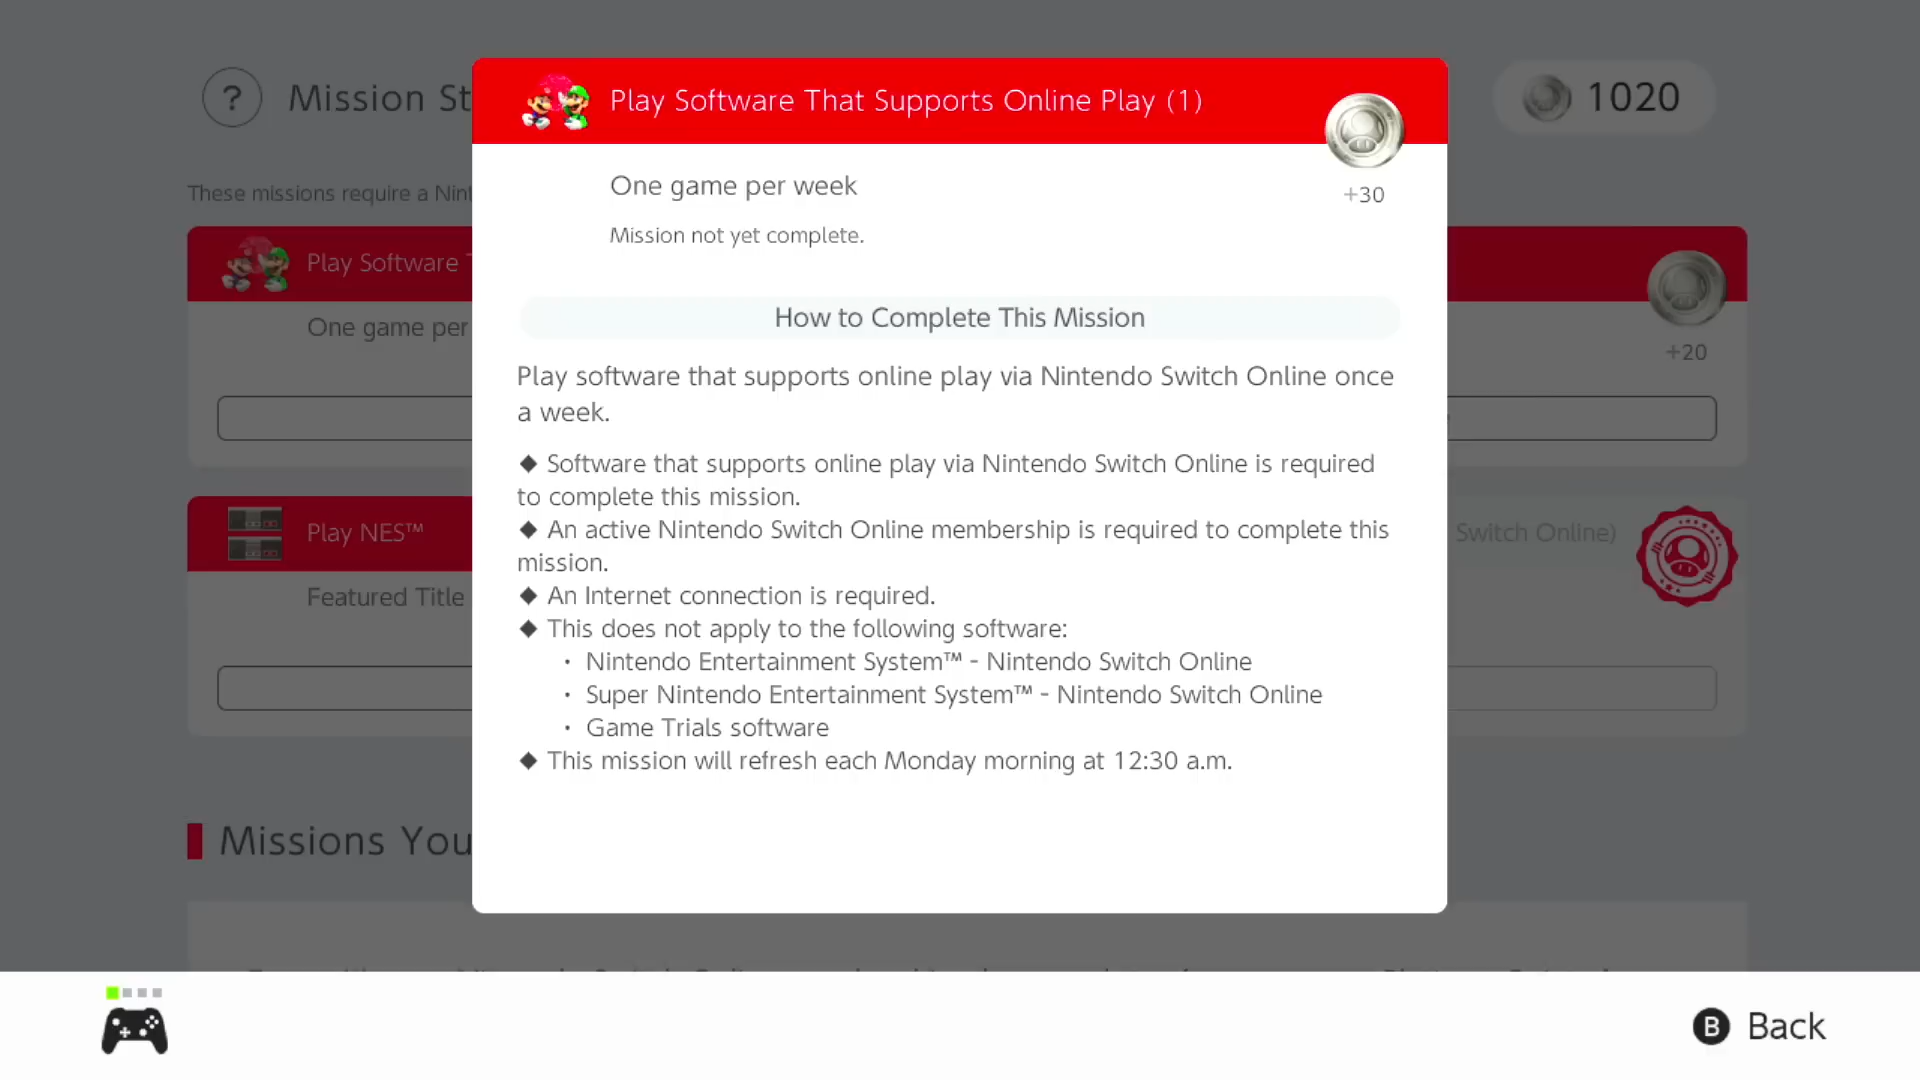 ? Mission St
1020
These missions require a Nin
Play Software
One game per
+20
Play NES™
Featured Title
Switch Online)
Missions You
Play Software That Supports Online Play (1)
One game per week
+30
Mission not yet complete.
How to Complete This Mission
Play software that supports online play via Nintendo Switch Online once
a week.
◆ Software that supports online play via Nintendo Switch Online is required
to complete this mission.
◆ An active Nintendo Switch Online membership is required to complete this
mission.
◆ An Internet connection is required.
◆ This does not apply to the following software:
・ Nintendo Entertainment System™ - Nintendo Switch Online
・ Super Nintendo Entertainment System™ - Nintendo Switch Online
・ Game Trials software
◆ This mission will refresh each Monday morning at 12:30 a.m.
B Back